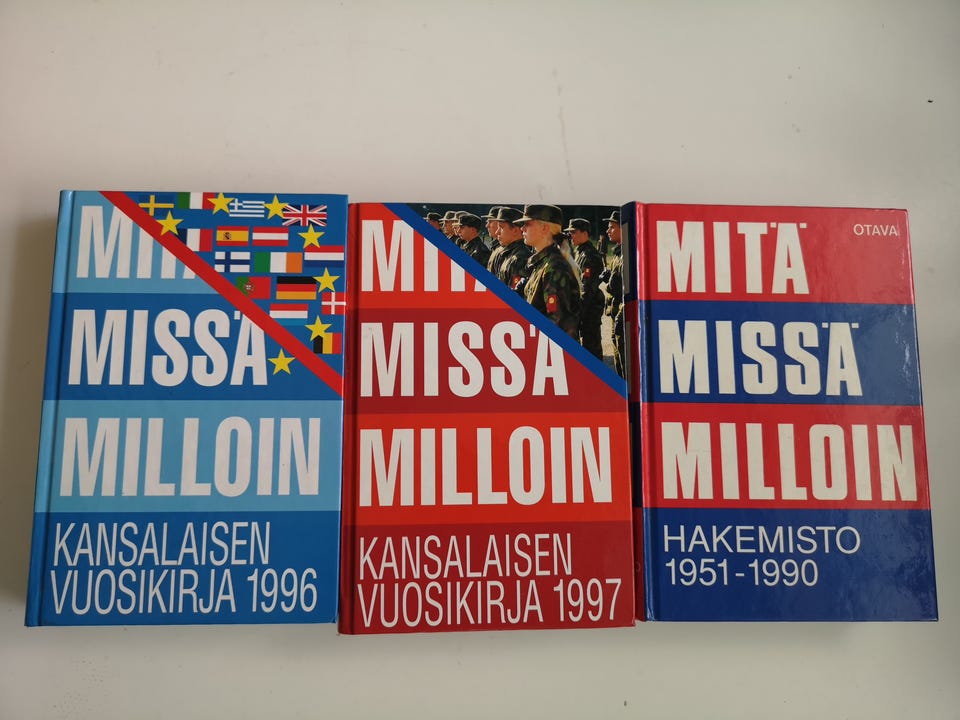 MITÄ
MISSÄ
MILLOIN
KANSALAISEN
VUOSIKIRJA 1996
MITÄ
MISSÄ
MILLOIN
KANSALAISEN
VUOSIKIRJA 1997
OTAVA
MITÄ
MISSÄ
MILLOIN
HAKEMISTO
1951-1990